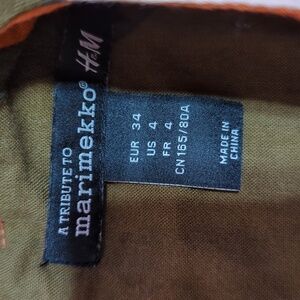 A TRIBUTE TO
marimekko®
H&M
EUR 34
US 4
FR 4
CN 165/80A
MADE IN
CHINA